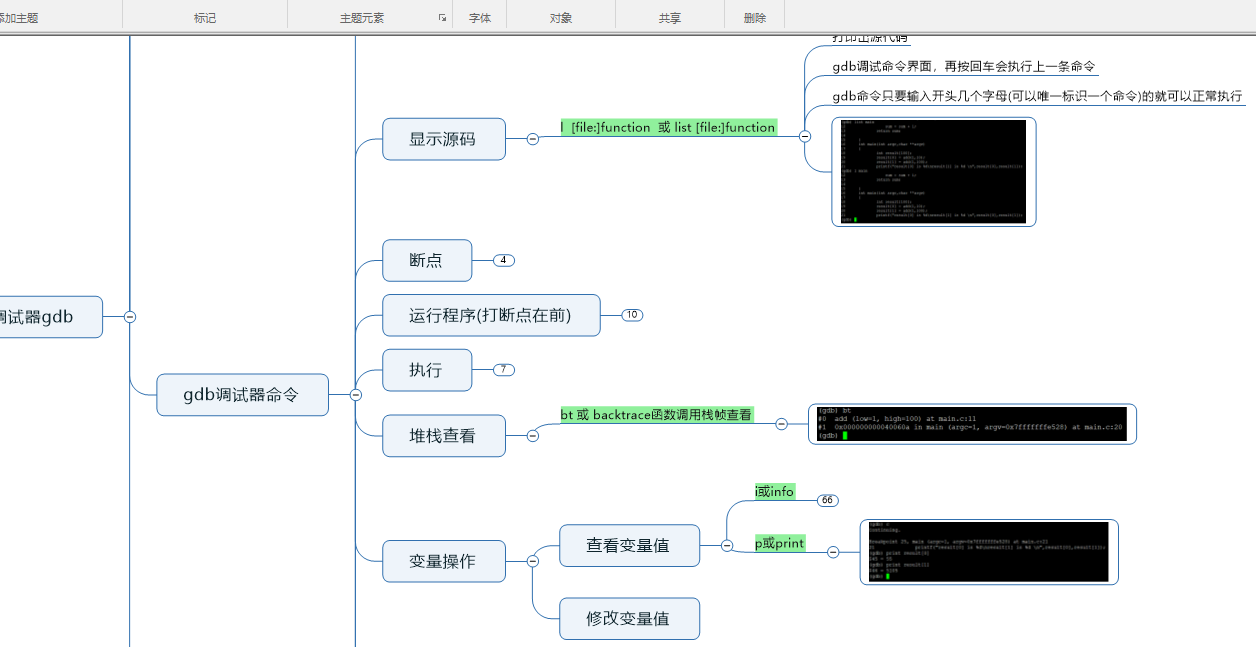 添加主题
标记
主题元素
字体
对象
共享
删除
打印出源代码
gdb调试命令界面，再按回车会执行上一条命令
gdb命令只要输入开头几个字母(可以唯一标识一个命令)的就可以正常执行
显示源码
l [file:]function 或 list [file:]function
断点
4
调试器gdb
运行程序(打断点在前)
10
执行
7
gdb调试器命令
堆栈查看
bt 或 backtrace函数调用栈帧查看
(gdb) bt
#0 add (low=1, high=100) at main.c:11
#1 0x000000000040060a in main (argc=1, argv=0x7fffffffe528) at main.c:20
(gdb)
i或info
66
查看变量值
p或print
变量操作
修改变量值